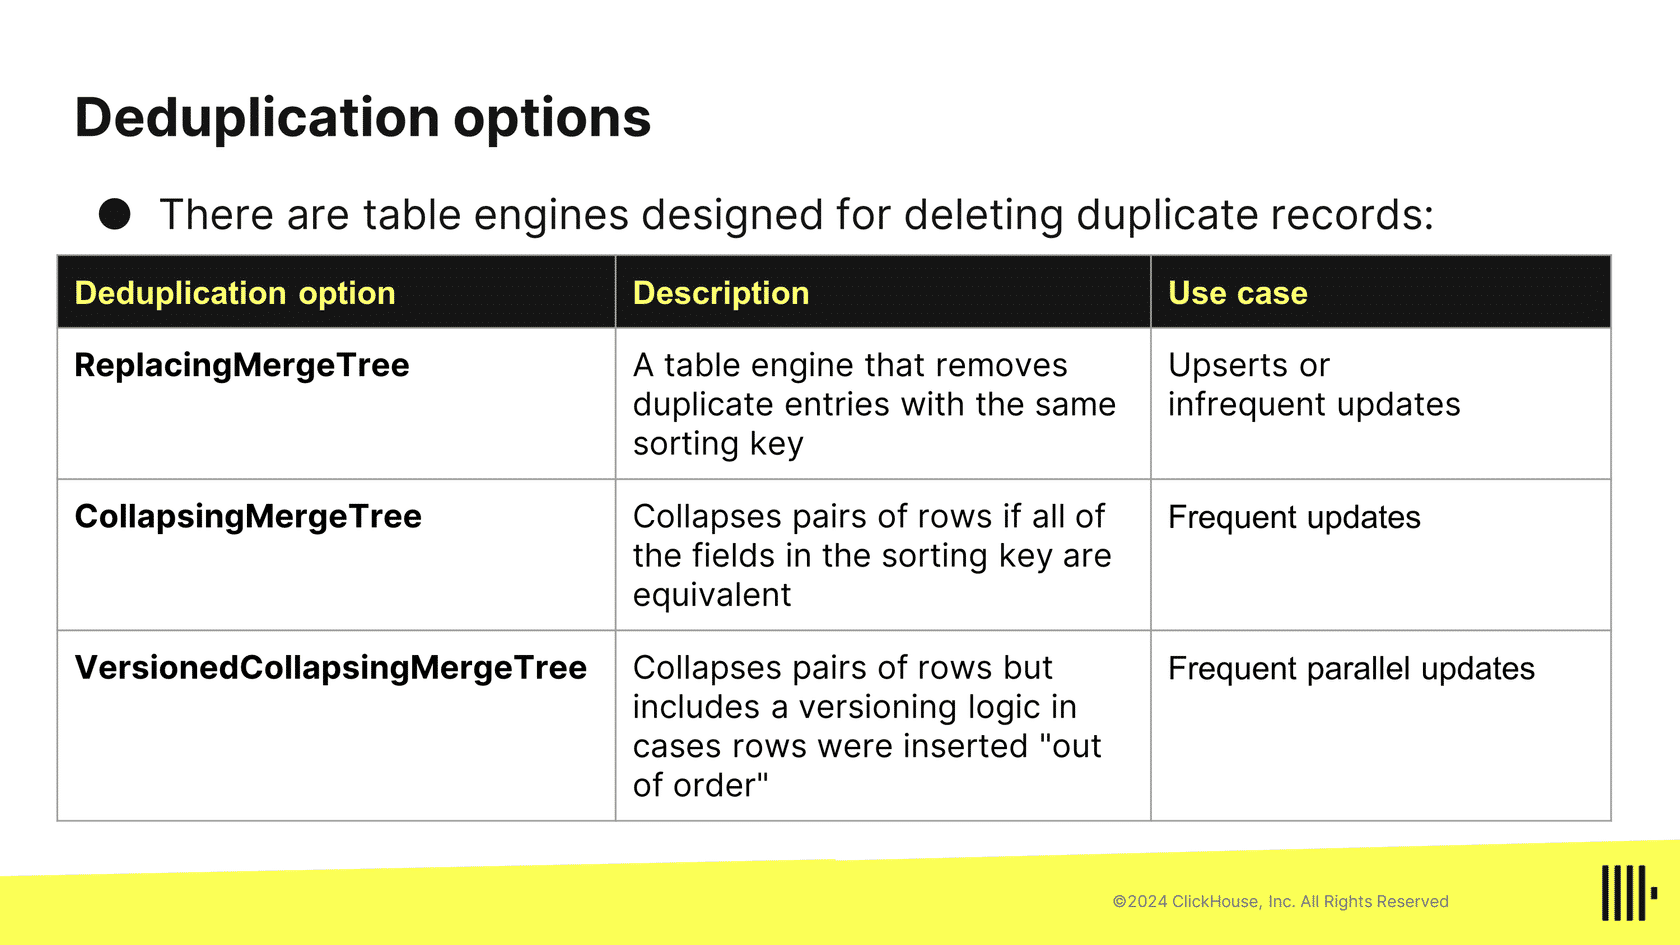 Deduplication options
● There are table engines designed for deleting duplicate records:
Deduplication option
Description
Use case
ReplacingMergeTree
A table engine that removes
duplicate entries with the same
sorting key
Upserts or
infrequent updates
CollapsingMergeTree
Collapses pairs of rows if all of
the fields in the sorting key are
equivalent
Frequent updates
VersionedCollapsingMergeTree
Collapses pairs of rows but
includes a versioning logic in
cases rows were inserted "out
of order"
Frequent parallel updates
©2024 ClickHouse, Inc. All Rights Reserved